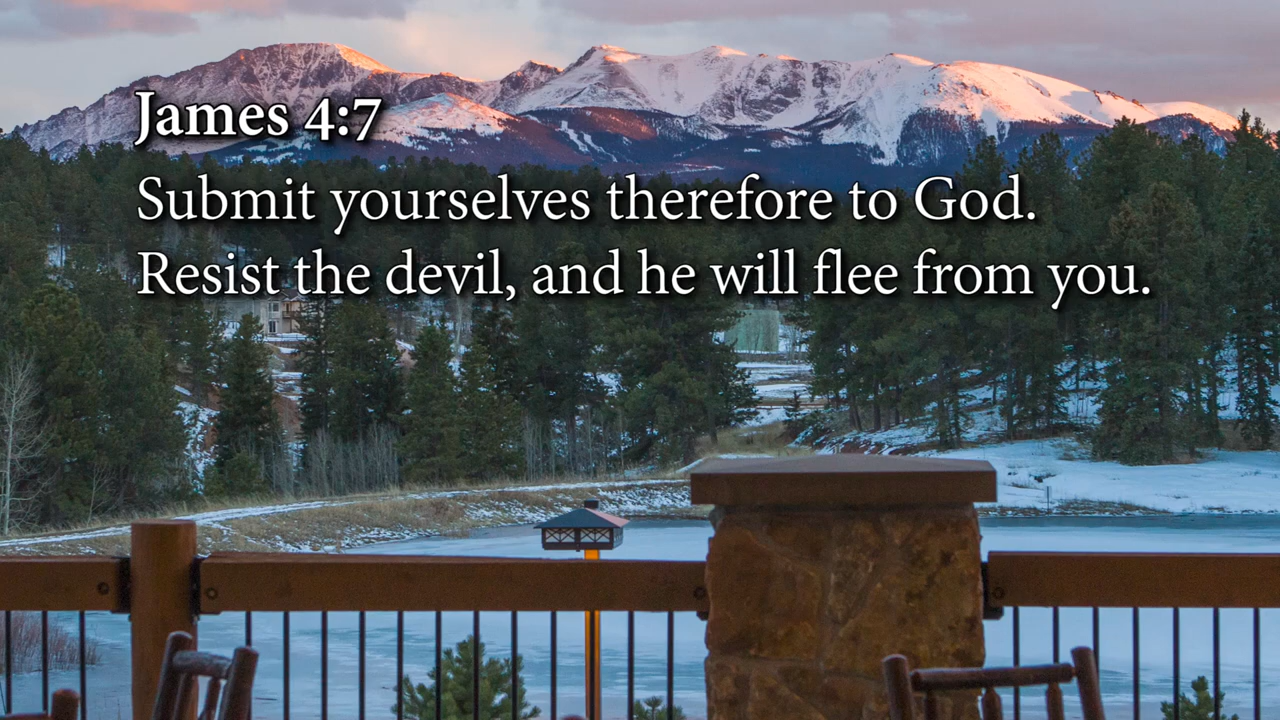 James 4:7
Submit yourselves therefore to God.
Resist the devil, and he will flee from you.